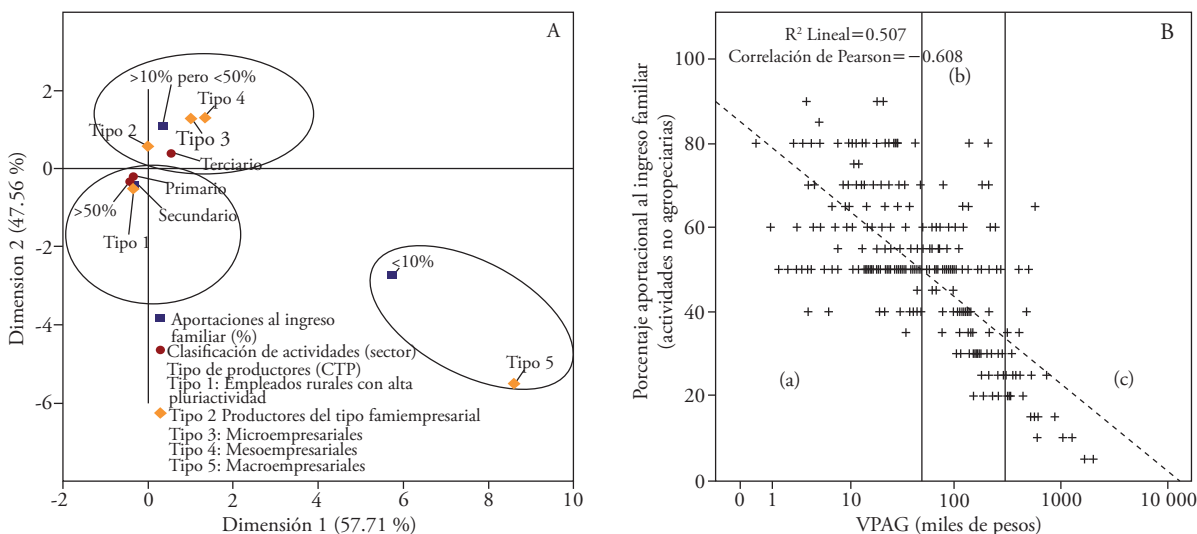 A
>10% pero <50%
Tipo 4
Tipo 2
Tipo 3
Terciario
Primario
>50%
Secundario
Tipo 1
<10%
Tipo 5
Aportaciones al ingreso
familiar (%)
Clasificación de actividades (sector)
Tipo de productores (CTP)
Tipo 1: Empleados rurales con alta
pluriactividad
Tipo 2 Productores del tipo famiempresarial
Tipo 3: Microempresariales
Tipo 4: Mesoempresariales
Tipo 5: Macroempresariales
Dimensión 2 (47.56 %)
2
0
-2
-4
-6
-2
0
2
4
6
8
10
Dimensión 1 (57.71 %)
B
R² Lineal=0.507
Correlación de Pearson=−0.608
(b)
(a)
(c)
Porcentaje aportacional al ingreso familiar
(actividades no agropeciarias)
100
80
60
40
20
0
0
1
10
100
1000
10 000
VPAG (miles de pesos)